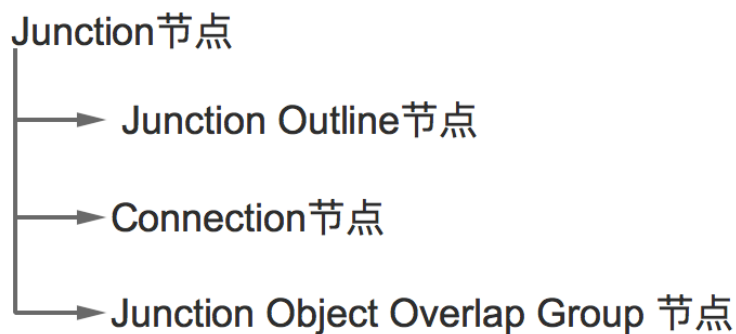 Junction节点
Junction Outline节点
Connection节点
Junction Object Overlap Group 节点